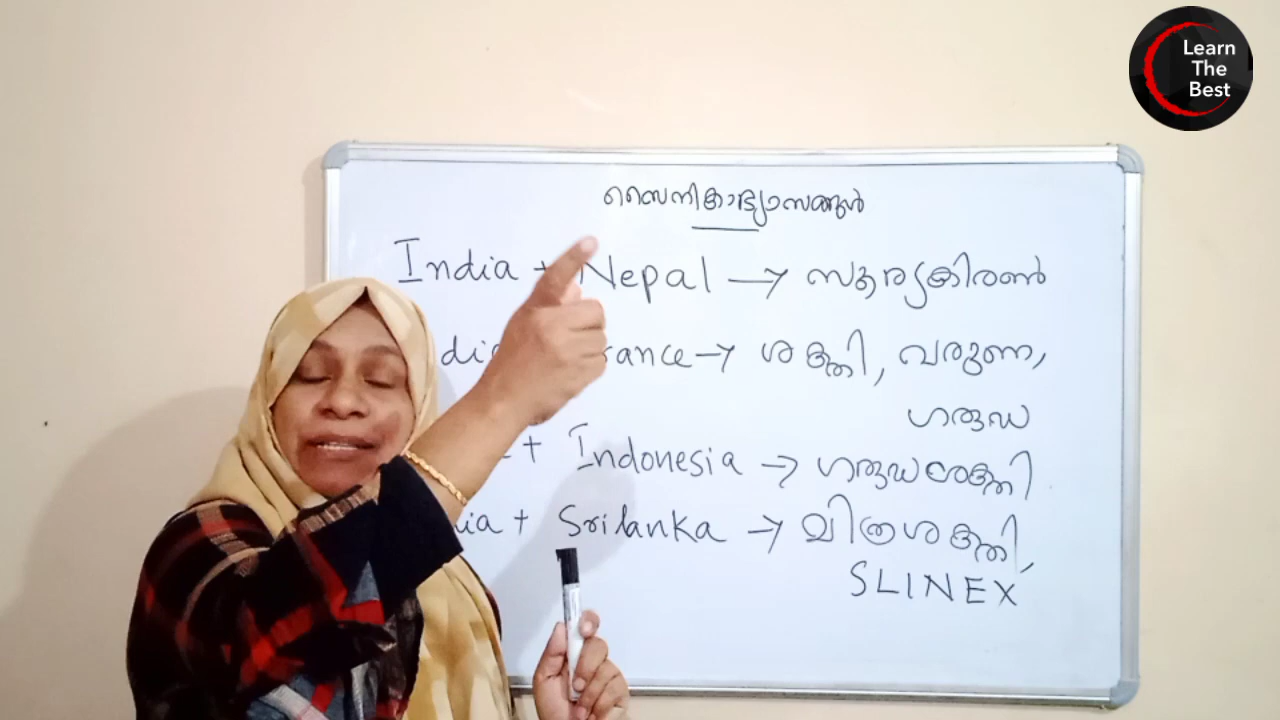 Learn
The
Best
സൈനികാഭ്യാസങ്ങൾ
India + Nepal → സൂര്യകിരൺ
dia rance → ശക്തി, വരുണ,
ഗരുഡ
+ Indonesia → ഗരുഡശക്തി
ia + Srilanka → മിത്രശക്തി,
SLINEX